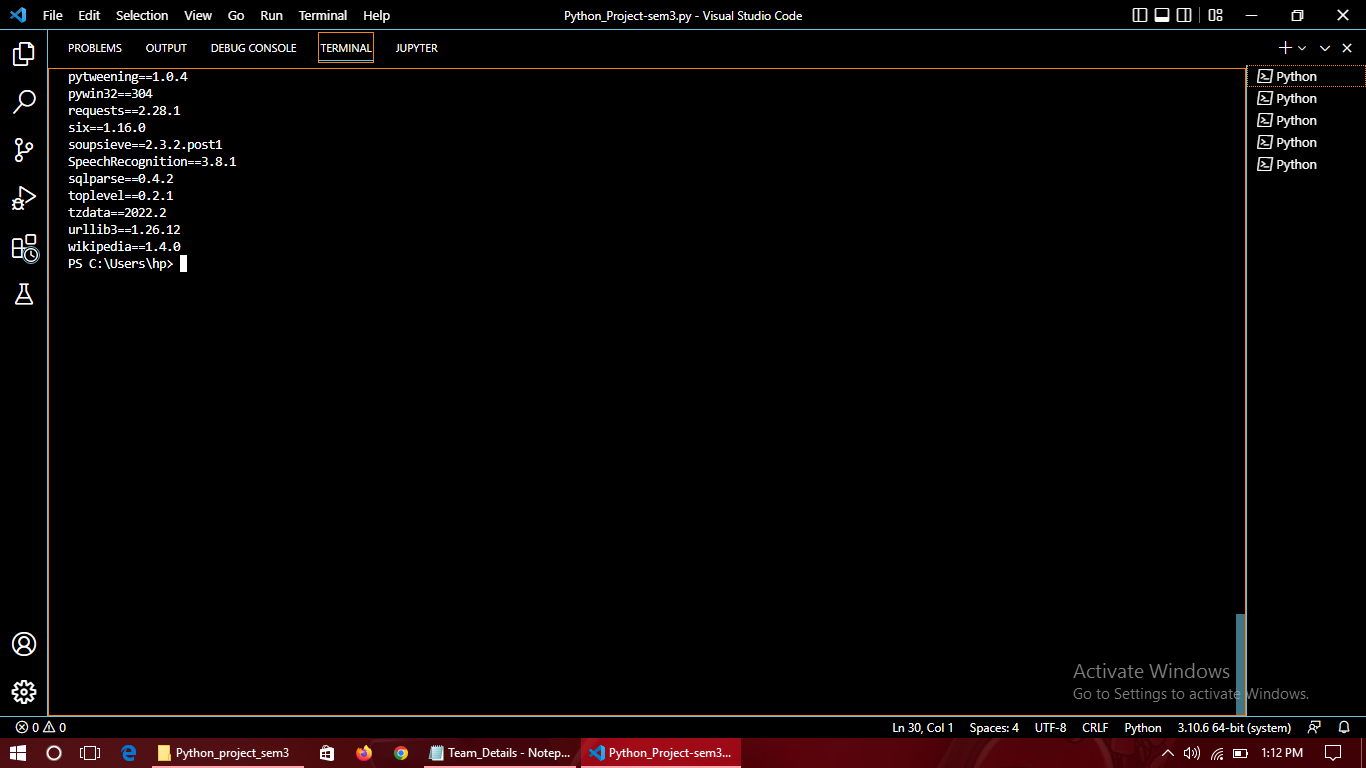 File Edit Selection View Go Run Terminal Help Python_Project-sem3.py - Visual Studio Code
PROBLEMS OUTPUT DEBUG CONSOLE TERMINAL JUPYTER
pytweening==1.0.4
pywin32==304
requests==2.28.1
six==1.16.0
soupsieve==2.3.2.post1
SpeechRecognition==3.8.1
sqlparse==0.4.2
toplevel==0.2.1
tzdata==2022.2
urllib3==1.26.12
wikipedia==1.4.0
PS C:\Users\hp>
Python
Python
Python
Python
Python
Activate Windows
Go to Settings to activate Windows.
0 0 Ln 30, Col 1 Spaces: 4 UTF-8 CRLF Python 3.10.6 64-bit (system)
Python_project_sem3 Team_Details - Notep... Python_Project-sem3... 1:12 PM